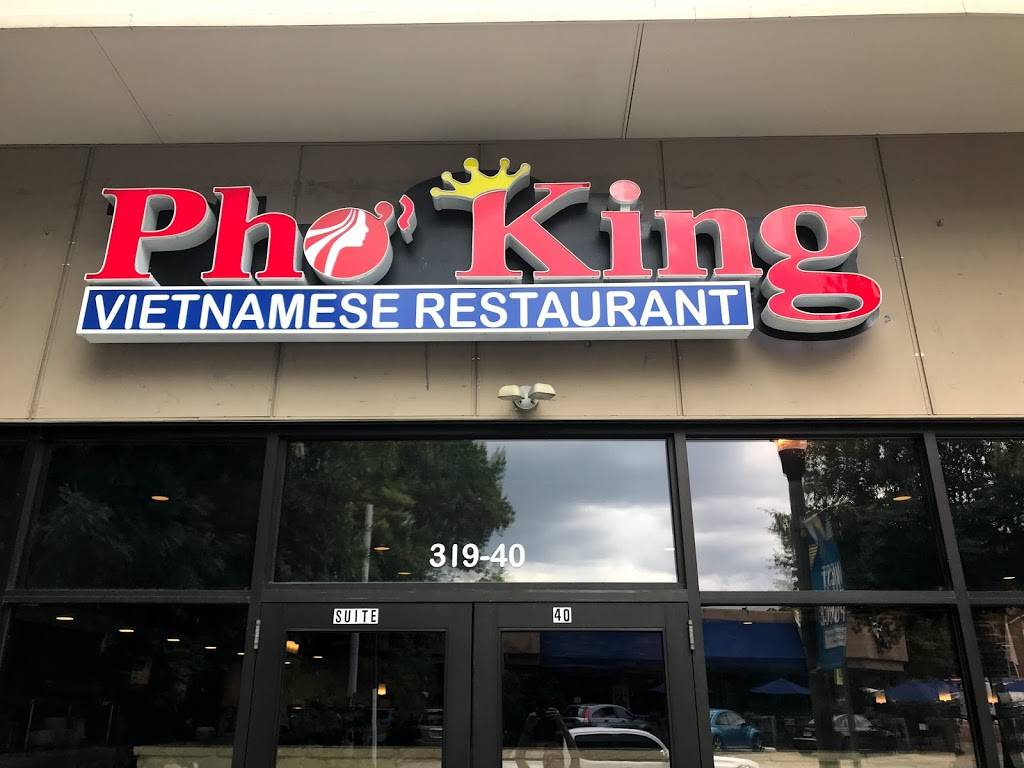 Phở King
VIETNAMESE RESTAURANT
319-40
SUITE
40